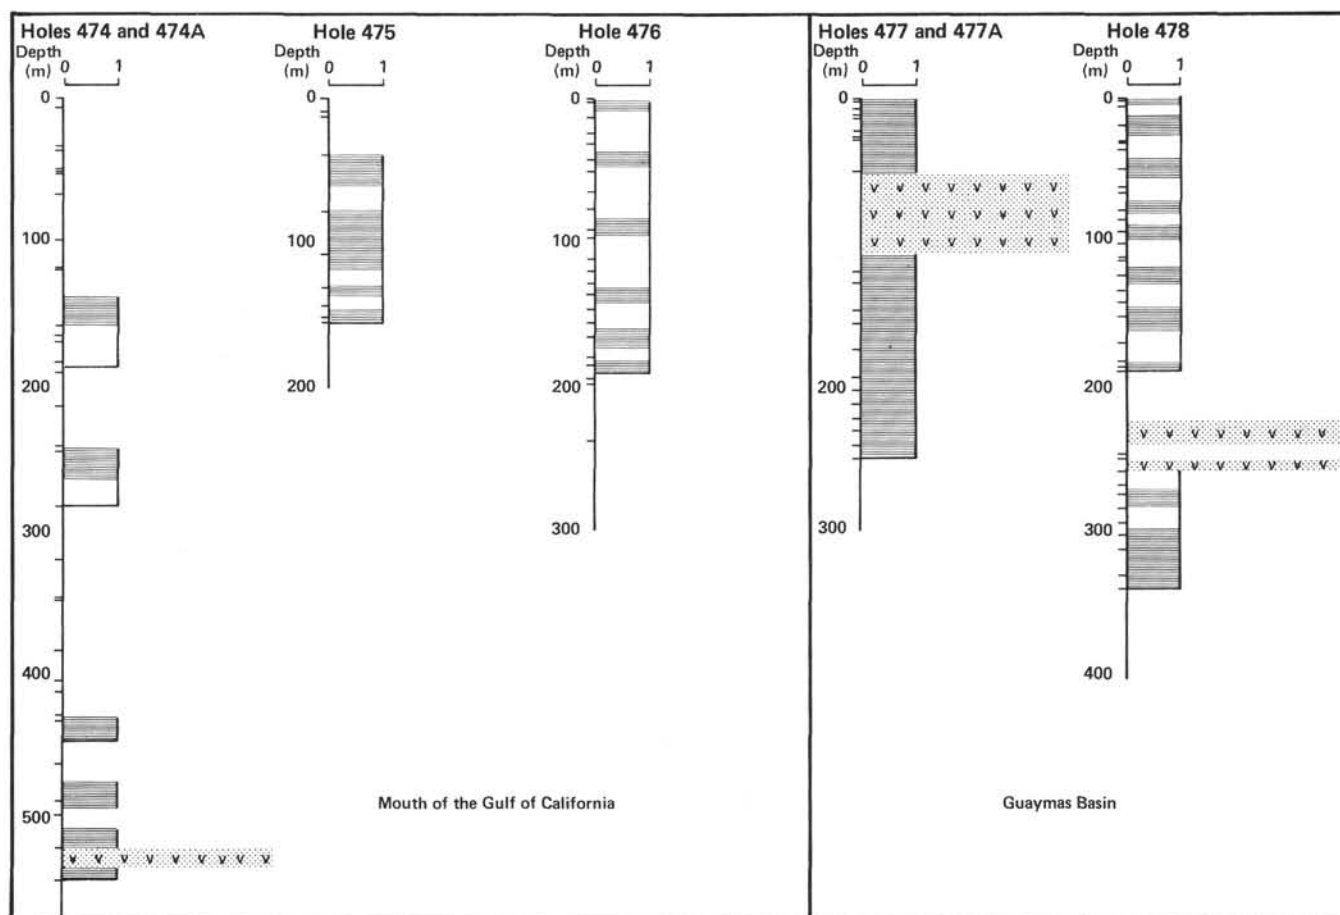 Holes 474 and 474A
Depth
(m)
0 1
0
100
200
300
400
500
Hole 475
Depth
(m)
0 1
0
100
200
Hole 476
Depth
(m)
0 1
0
100
200
300
Mouth of the Gulf of California
Holes 477 and 477A
Depth
(m)
0 1
0
v v v v v v v v
v v v v v v v v
v v v v v v v v
200
300
Hole 478
Depth
(m)
0 1
0
100
200
v v v v v v v v
v v v v v v v v
300
400
Guaymas Basin
v v v v v v v v v